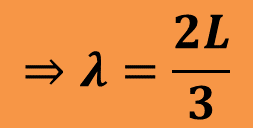 ⇒ λ = 2L/3